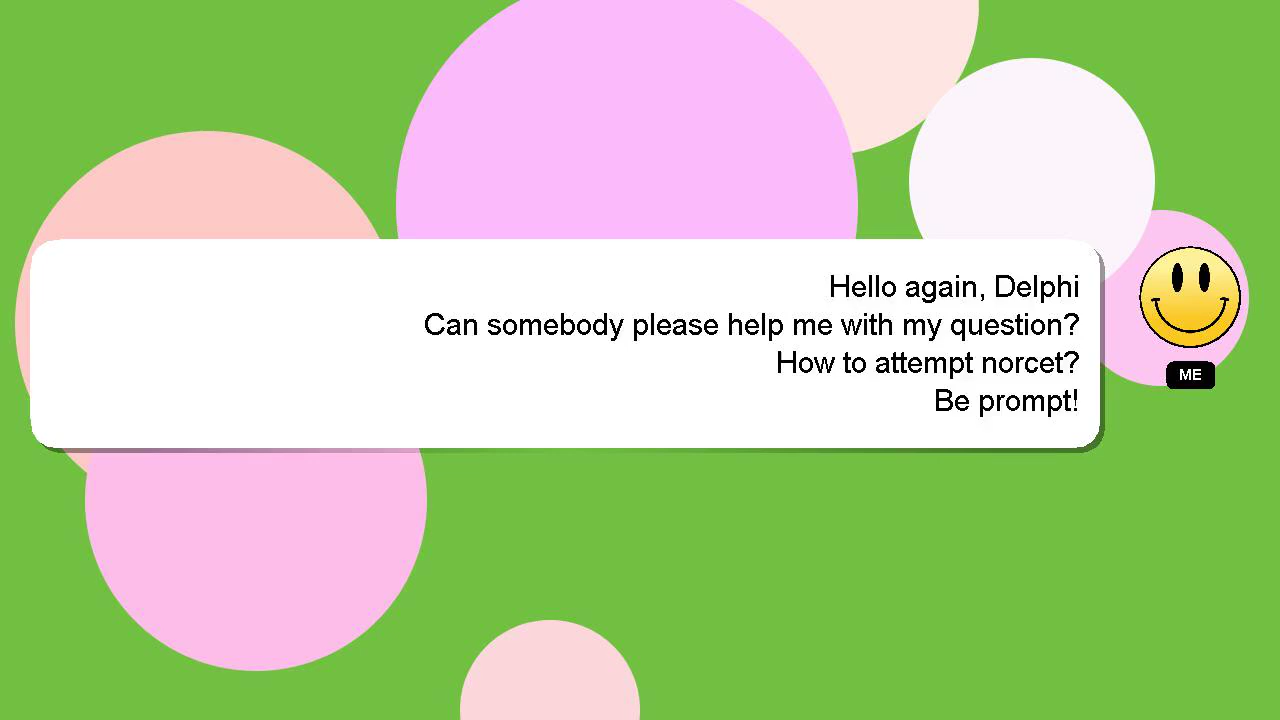 Hello again, Delphi
Can somebody please help me with my question?
How to attempt norcet?
Be prompt!
ME